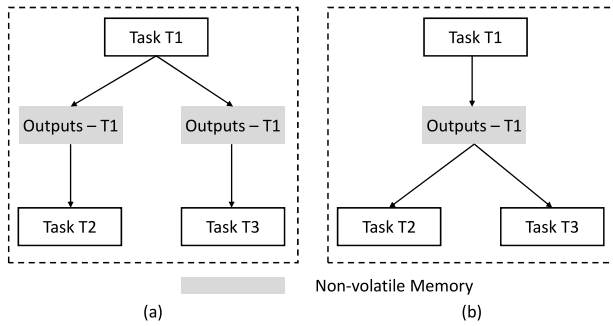 Task T1
Outputs – T1
Outputs – T1
Task T2
Task T3
Task T1
Outputs – T1
Task T2
Task T3
Non-volatile Memory
(a)
(b)